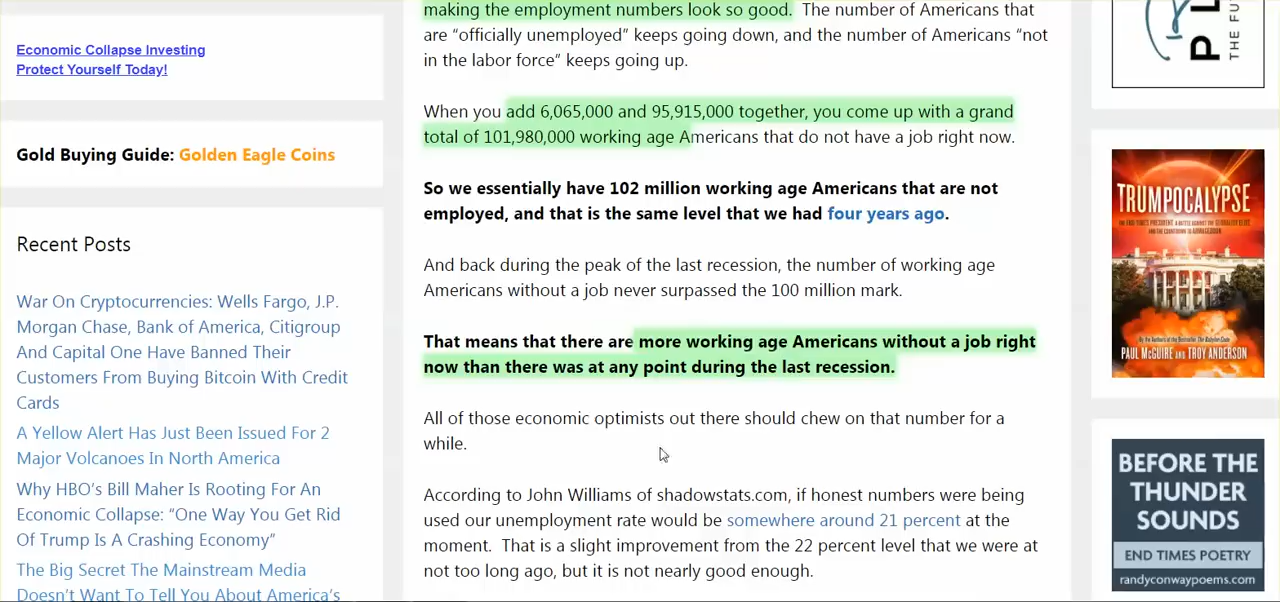 Economic Collapse Investing
Protect Yourself Today!
Gold Buying Guide: Golden Eagle Coins
Recent Posts
War On Cryptocurrencies: Wells Fargo, J.P.
Morgan Chase, Bank of America, Citigroup
And Capital One Have Banned Their
Customers From Buying Bitcoin With Credit
Cards
A Yellow Alert Has Just Been Issued For 2
Major Volcanoes In North America
Why HBO’s Bill Maher Is Rooting For An
Economic Collapse: “One Way You Get Rid
Of Trump Is A Crashing Economy”
The Big Secret The Mainstream Media
Doesn’t Want To Tell You About America’s
making the employment numbers look so good.  The number of Americans that
are “officially unemployed” keeps going down, and the number of Americans “not
in the labor force” keeps going up.
When you add 6,065,000 and 95,915,000 together, you come up with a grand
total of 101,980,000 working age Americans that do not have a job right now.
So we essentially have 102 million working age Americans that are not
employed, and that is the same level that we had four years ago.
And back during the peak of the last recession, the number of working age
Americans without a job never surpassed the 100 million mark.
That means that there are more working age Americans without a job right
now than there was at any point during the last recession.
All of those economic optimists out there should chew on that number for a
while.
According to John Williams of shadowstats.com, if honest numbers were being
used our unemployment rate would be somewhere around 21 percent at the
moment.  That is a slight improvement from the 22 percent level that we were at
not too long ago, but it is not nearly good enough.
PL
THE FU
TRUMPOCALYPSE
PAUL McGUIRE AND TROY ANDERSON
BEFORE THE
THUNDER
SOUNDS
END TIMES POETRY
randyconwaypoems.com